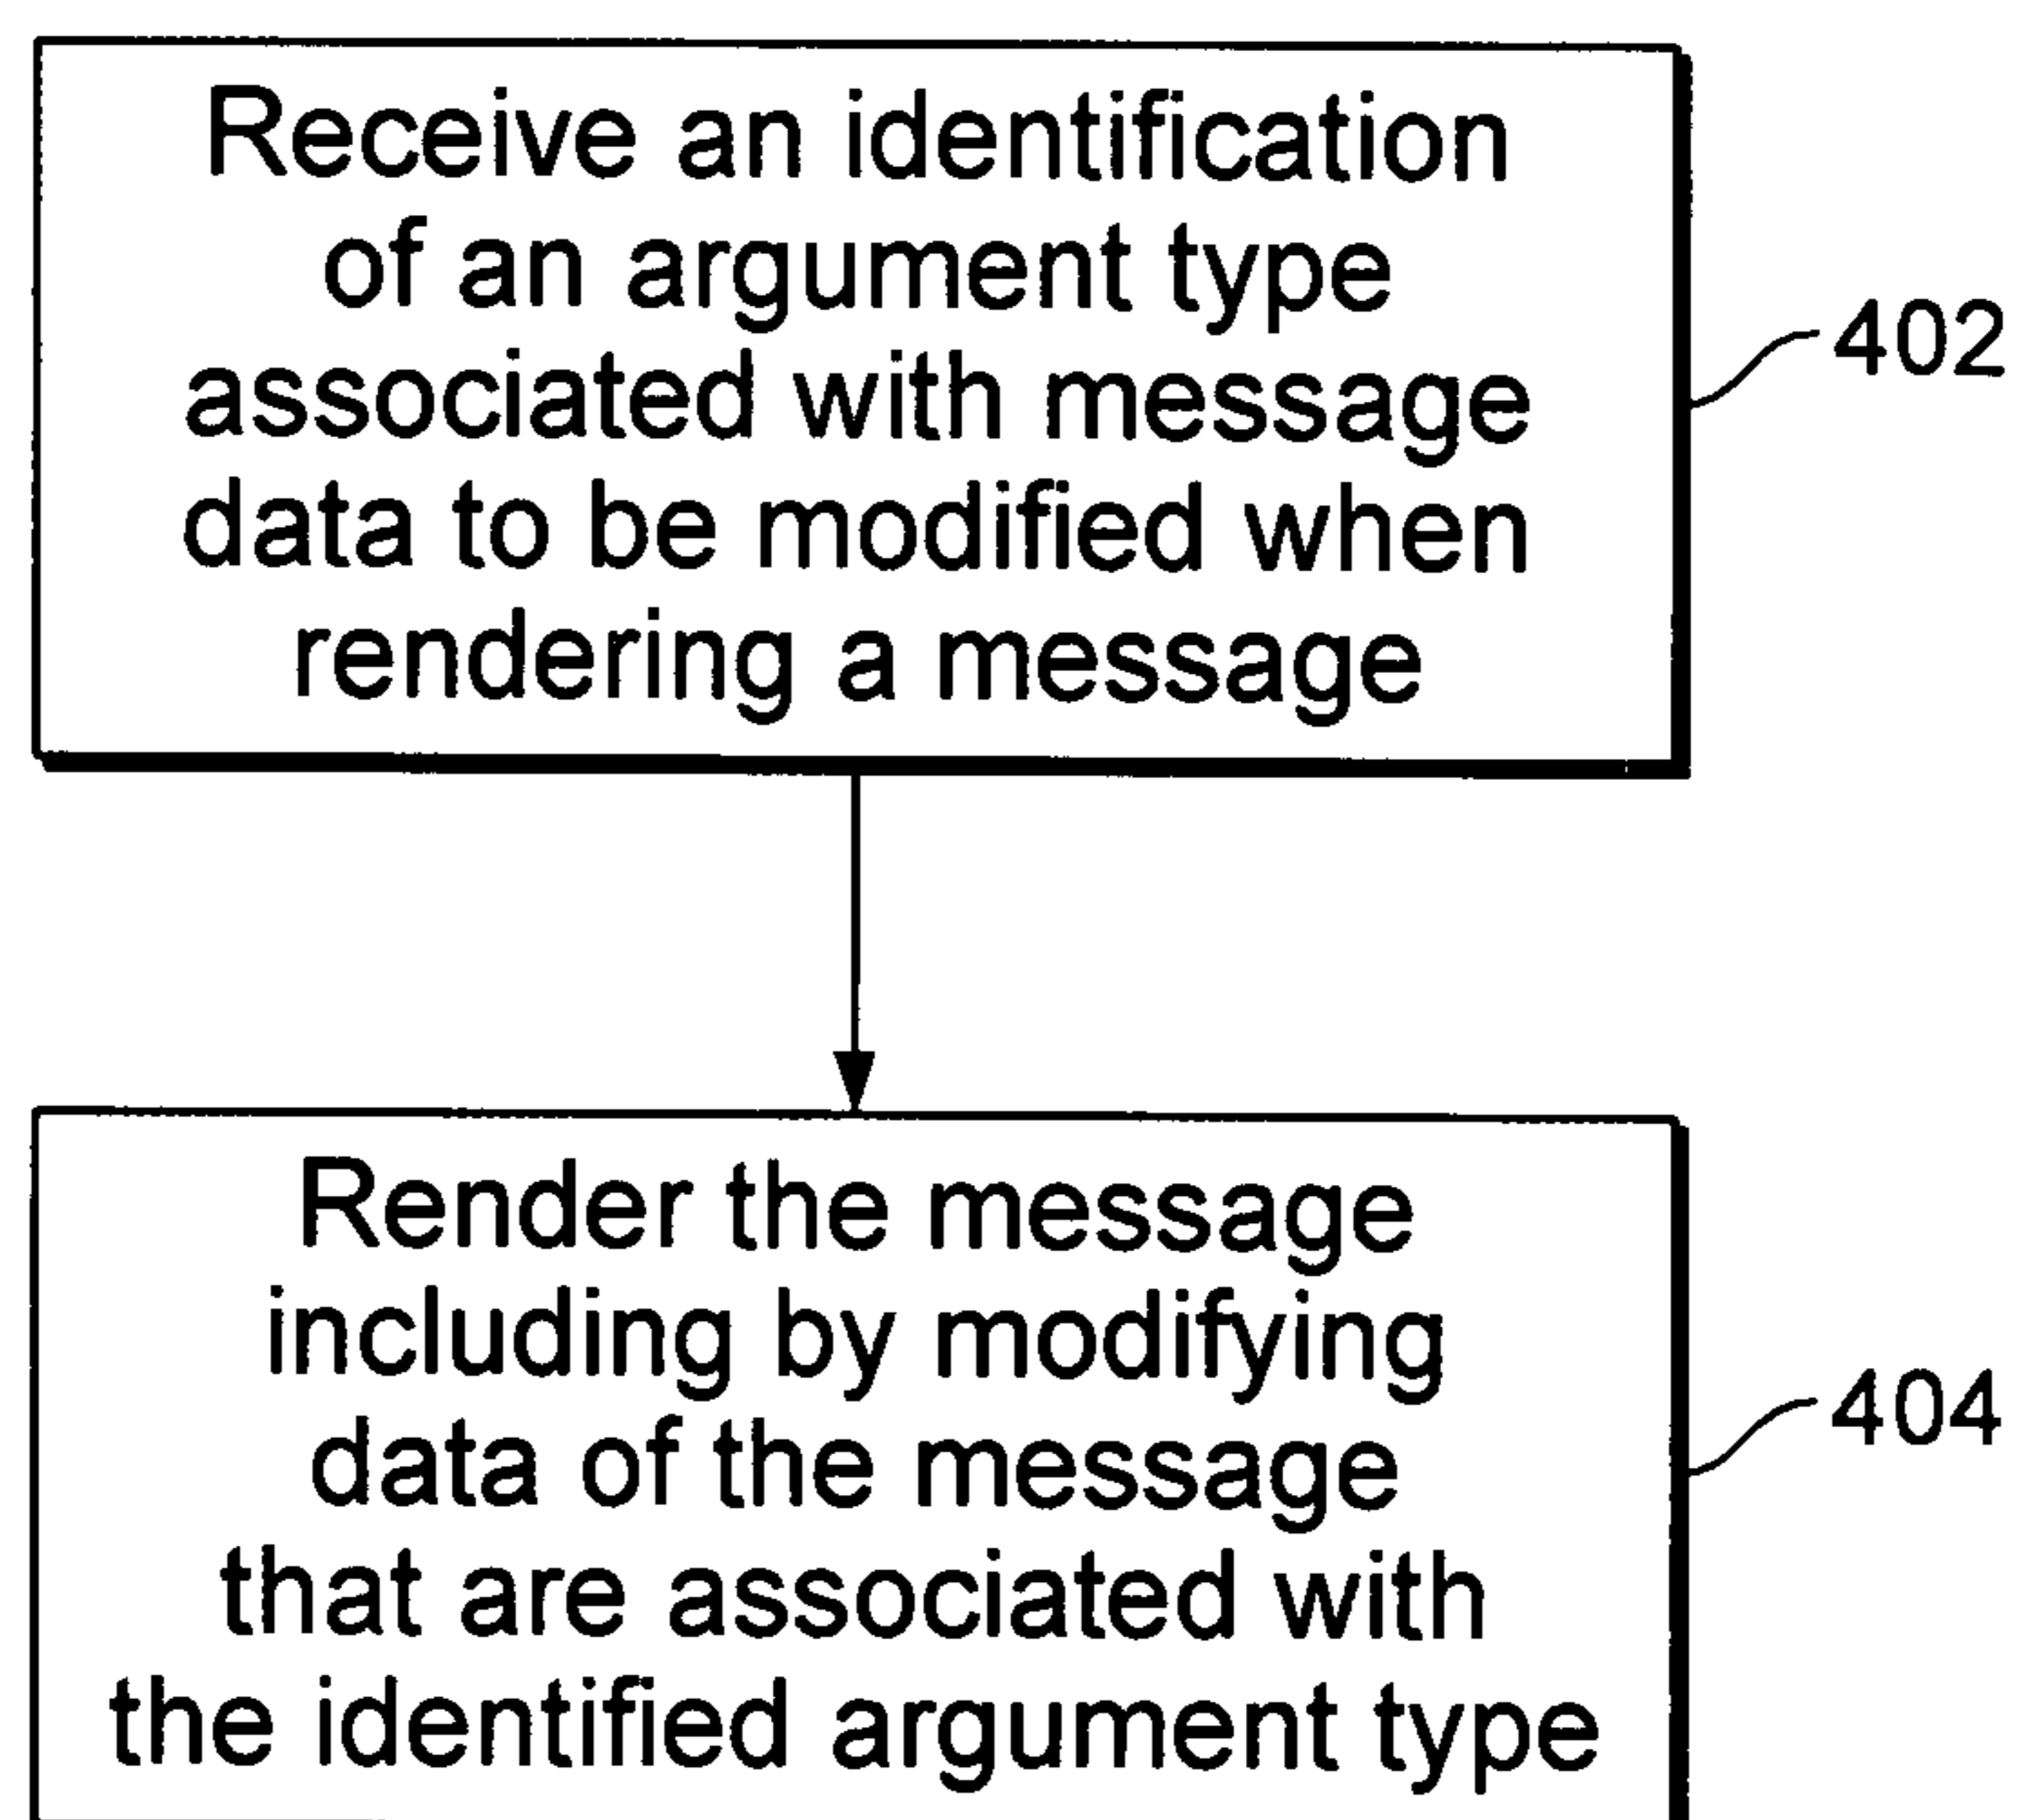 Receive an identification
of an argument type
associated with message
data to be modified when
rendering a message
402
Render the message
including by modifying
data of the message
that are associated with
the identified argument type
404